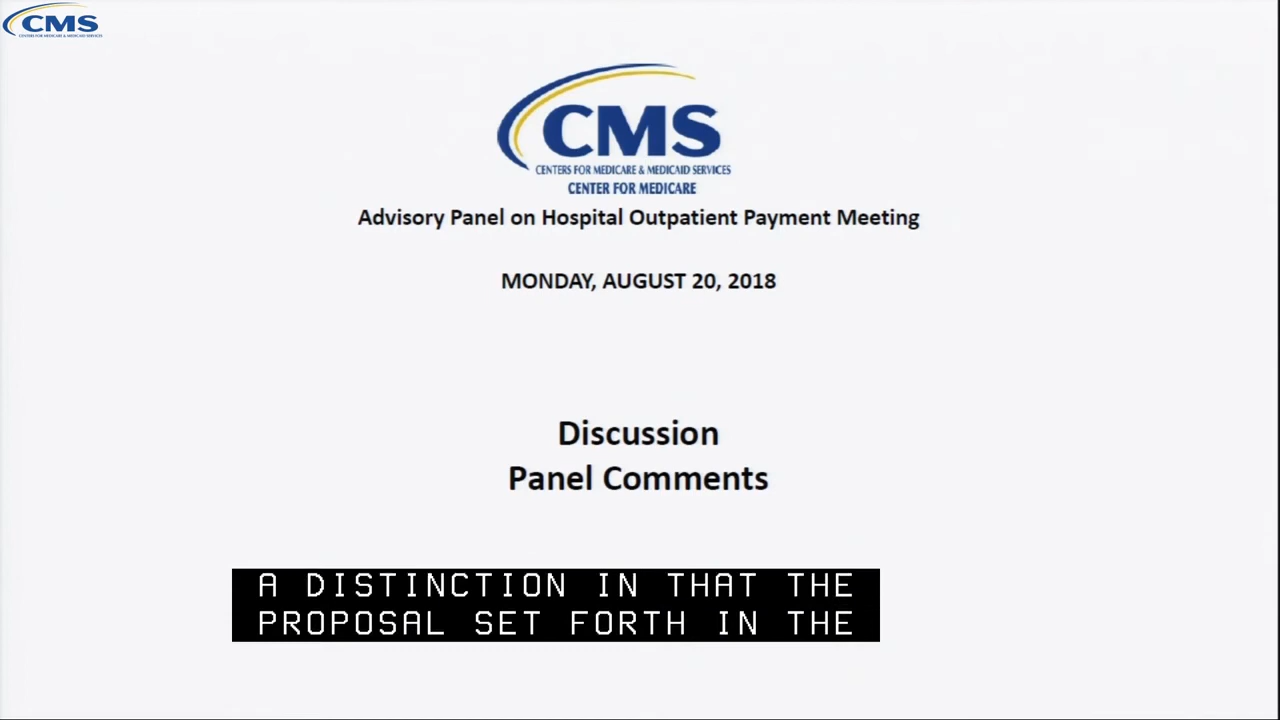 CMS
CENTERS FOR MEDICARE & MEDICAID SERVICES
CMS
CENTERS FOR MEDICARE & MEDICAID SERVICES
CENTER FOR MEDICARE
Advisory Panel on Hospital Outpatient Payment Meeting
MONDAY, AUGUST 20, 2018
Discussion
Panel Comments
A DISTINCTION IN THAT THE
PROPOSAL SET FORTH IN THE